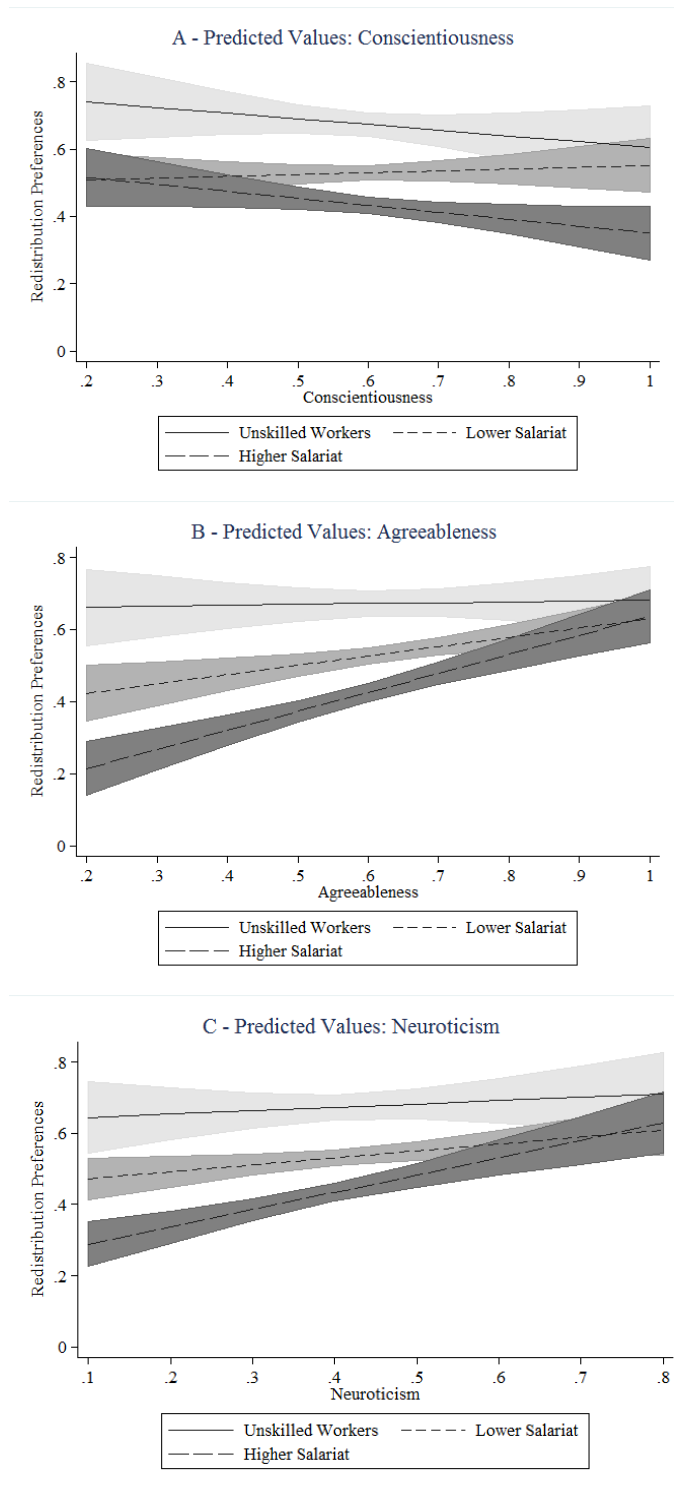 A - Predicted Values: Conscientiousness
Redistribution Preferences
.8
.6
.4
.2
0
.2 .3 .4 .5 .6 .7 .8 .9 1
Conscientiousness
Unskilled Workers Lower Salariat
Higher Salariat
B - Predicted Values: Agreeableness
Redistribution Preferences
.8
.6
.4
.2
0
.2 .3 .4 .5 .6 .7 .8 .9 1
Agreeableness
Unskilled Workers Lower Salariat
Higher Salariat
C - Predicted Values: Neuroticism
Redistribution Preferences
.8
.6
.4
.2
0
.1 .2 .3 .4 .5 .6 .7 .8
Neuroticism
Unskilled Workers Lower Salariat
Higher Salariat